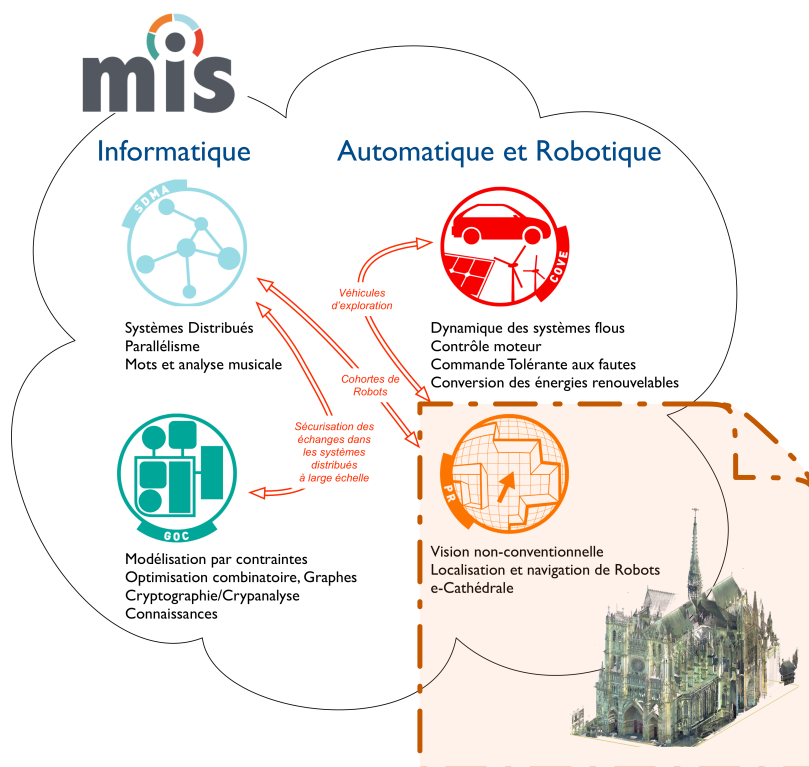 mis
Informatique
Automatique et Robotique
SDMA
COVE
Véhicules
d'exploration
Systèmes Distribués
Parallélisme
Mots et analyse musicale
Dynamique des systèmes flous
Contrôle moteur
Commande Tolérante aux fautes
Conversion des énergies renouvelables
Cohortes de
Robots
Sécurisation des
échanges dans
les systèmes
distribués
à large échelle
GOC
PR
Modélisation par contraintes
Optimisation combinatoire, Graphes
Cryptographie/Crypanalyse
Connaissances
Vision non-conventionnelle
Localisation et navigation de Robots
e-Cathédrale